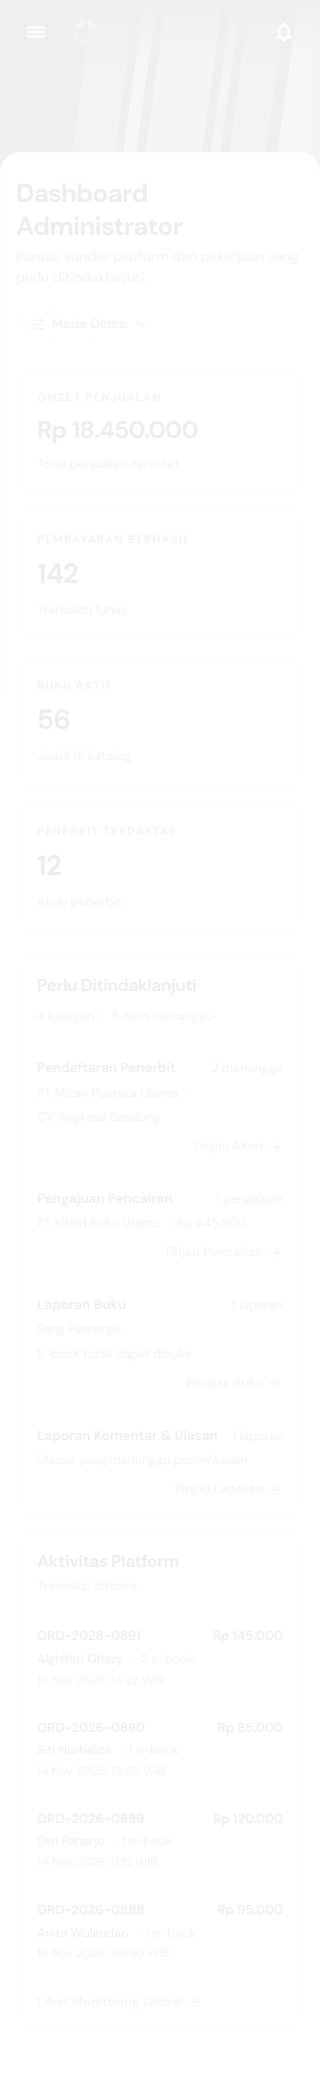 Dashboard
Administrator
Pantau kondisi platform dan pekerjaan yang
perlu ditindaklanjuti.
Mode Demo
OMZET PENJUALAN
Rp 18.450.000
Total penjualan tercatat
PEMBAYARAN BERHASIL
142
Transaksi lunas
BUKU AKTIF
56
Judul di katalog
PENERBIT TERDAFTAR
12
Akun penerbit
Perlu Ditindaklanjuti
4 kategori 5 item menunggu
Pendaftaran Penerbit 2 menunggu
PT Mizan Pustaka Utama
CV Angkasa Bandung
Tinjau Akun →
Pengajuan Pencairan 1 pengajuan
PT Kiblat Buku Utama Rp 645.000
Tinjau Pencairan →
Laporan Buku 1 laporan
Sang Pemimpi
E-book tidak dapat dibuka
Periksa Buku →
Laporan Komentar & Ulasan 1 laporan
Ulasan yang menunggu pemeriksaan
Tinjau Laporan →
Aktivitas Platform
Transaksi terbaru
ORD-2026-0891 Rp 145.000
Alghifari Ghazy 2 e-book
14 Nov 2026, 14:22 WIB
ORD-2026-0890 Rp 85.000
Siti Nurhaliza 1 e-book
14 Nov 2026, 13:40 WIB
ORD-2026-0889 Rp 120.000
Dwi Raharjo 1 e-book
14 Nov 2026, 11:15 WIB
ORD-2026-0888 Rp 95.000
Anita Wulandari 1 e-book
14 Nov 2026, 09:30 WIB
Lihat Monitoring Global →